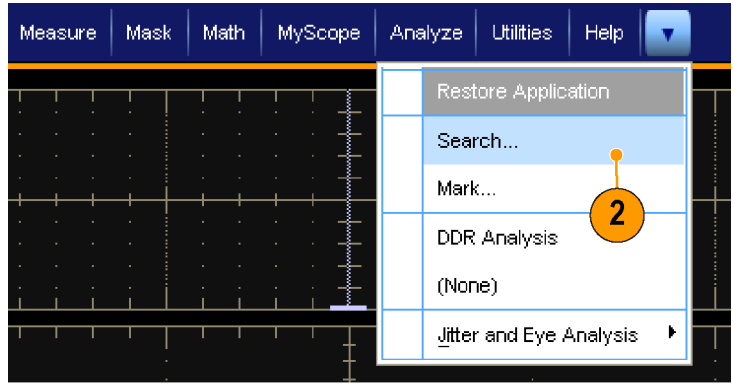 Measure Mask Math MyScope Analyze Utilities Help
Restore Application
Search...
Mark...
2
DDR Analysis
(None)
Jitter and Eye Analysis